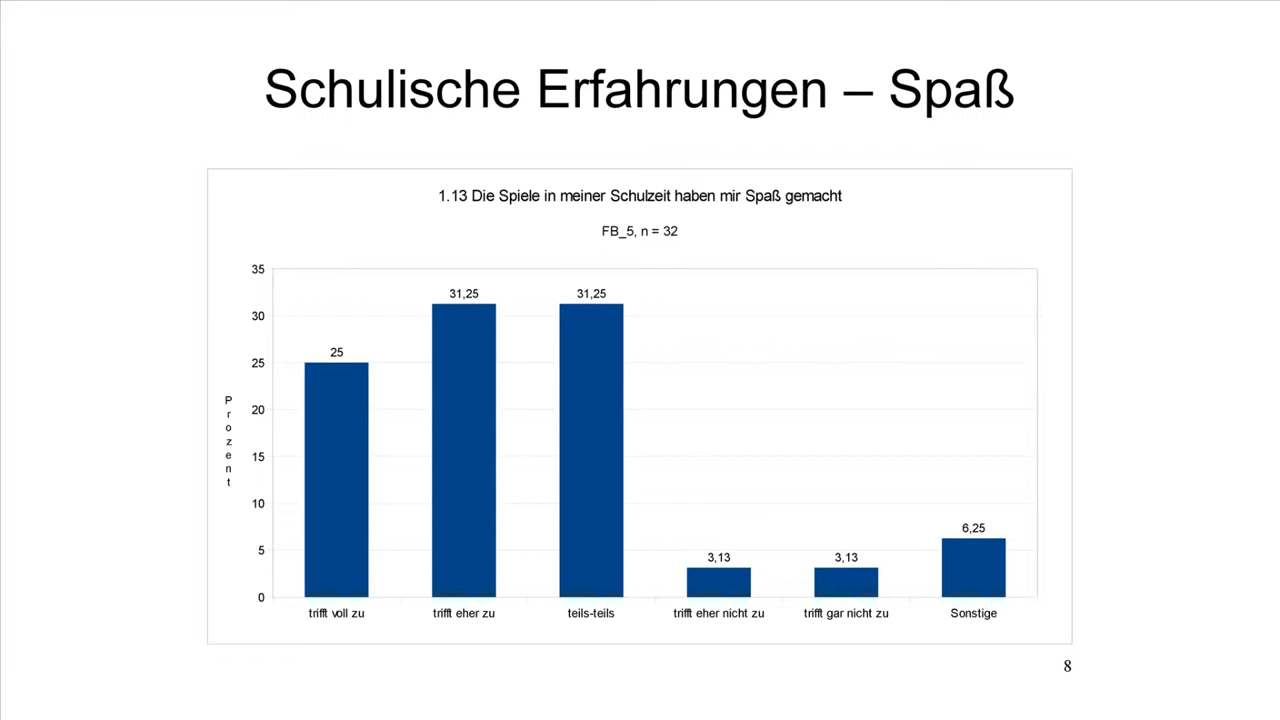 Schulische Erfahrungen – Spaß
1.13 Die Spiele in meiner Schulzeit haben mir Spaß gemacht
FB_5, n = 32
Prozent
35
30
25
20
15
10
5
0
25
31,25
31,25
3,13
3,13
6,25
trifft voll zu
trifft eher zu
teils-teils
trifft eher nicht zu
trifft gar nicht zu
Sonstige
8